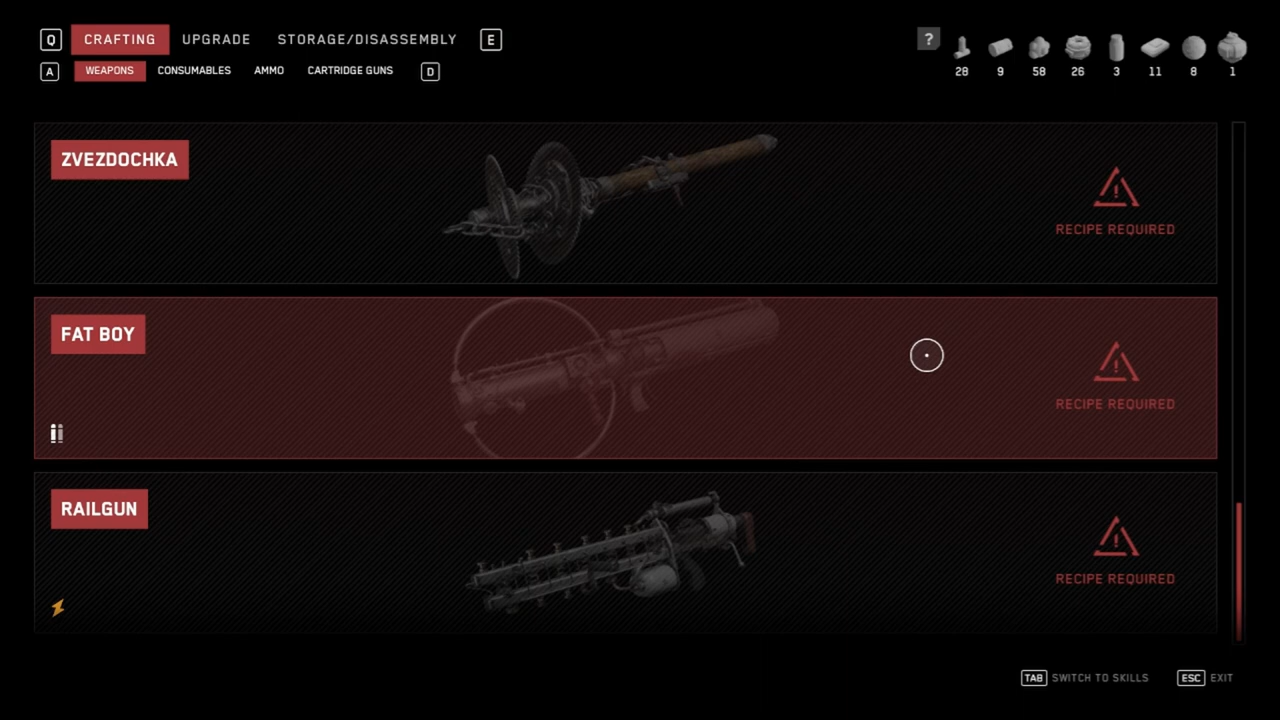 Q CRAFTING UPGRADE STORAGE/DISASSEMBLY E
?
A WEAPONS CONSUMABLES AMMO CARTRIDGE GUNS D
28 9 58 26 3 11 8 1
ZVEZDOCHKA
RECIPE REQUIRED
FAT BOY
RECIPE REQUIRED
RAILGUN
RECIPE REQUIRED
TAB SWITCH TO SKILLS ESC EXIT